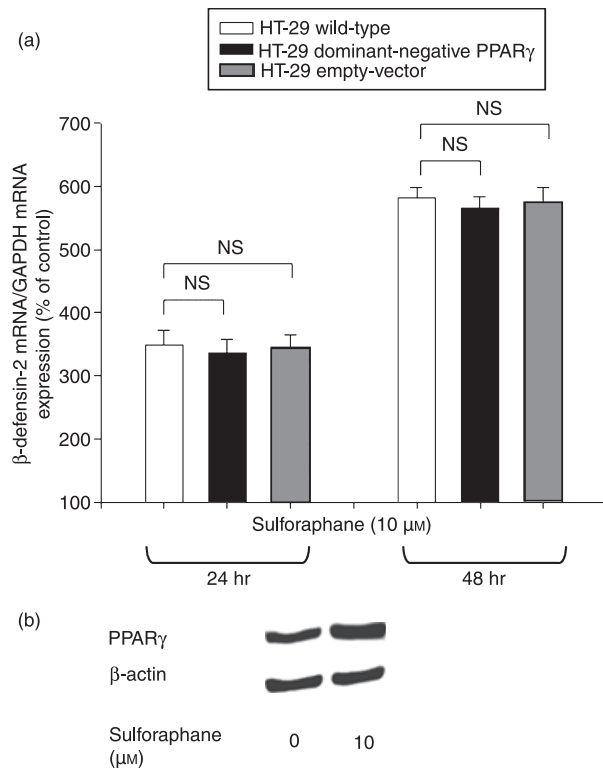 (a)
HT-29 wild-type
HT-29 dominant-negative PPARγ
HT-29 empty-vector
β-defensin-2 mRNA/GAPDH mRNA
expression (% of control)
700
600
500
400
300
200
100
NS
NS
NS
NS
Sulforaphane (10 μM)
24 hr
48 hr
(b)
PPARγ
β-actin
Sulforaphane
(μM)
0
10